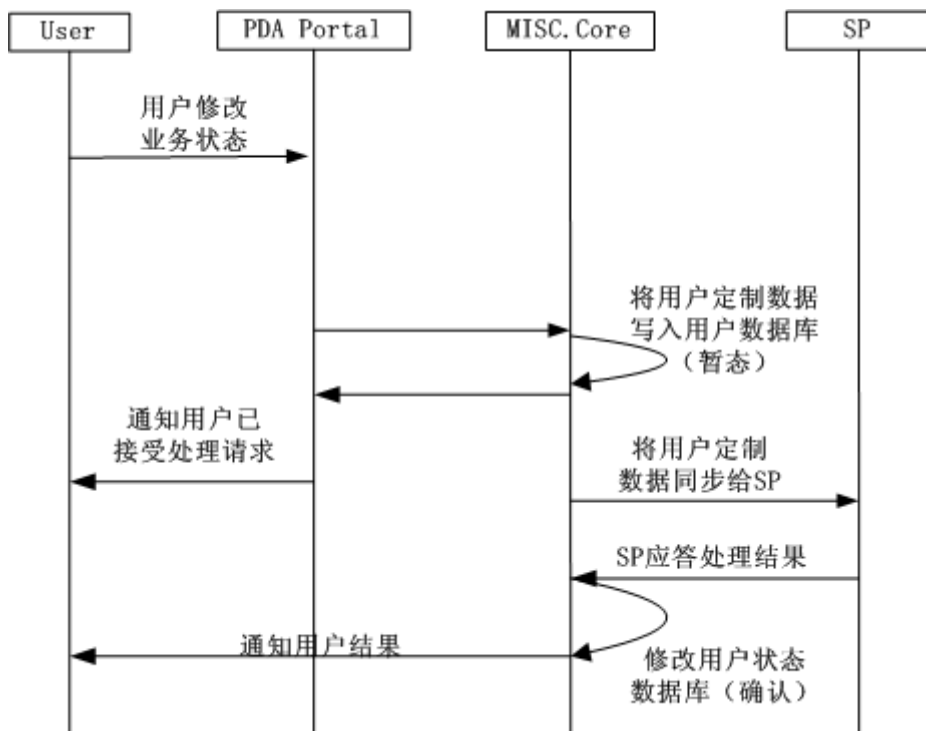 User
PDA Portal
MISC.Core
SP
用户修改
业务状态
将用户定制数据
写入用户数据库
（暂态）
通知用户已
接受处理请求
将用户定制
数据同步给SP
SP应答处理结果
通知用户结果
修改用户状态
数据库（确认）